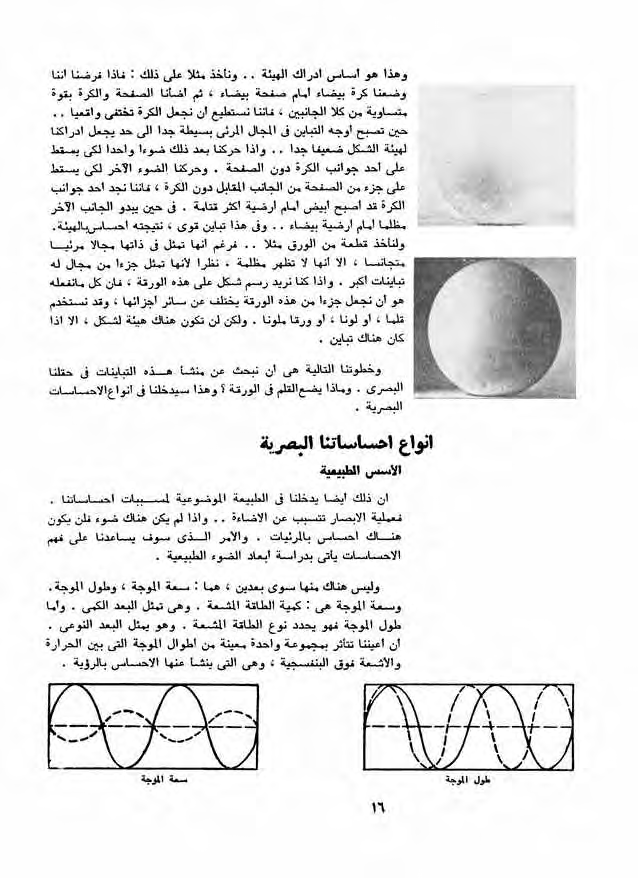 وهذا هو اساس ادراك الهيئة . . ونأخذ مثلا على ذلك : فاذا فرضنا اننا
وضعنا كرة بيضاء امام صفحة بيضاء ، ثم اضأنا الصفحة والكرة بقوة
متساوية من كلا الجانبين ، فاننا نستطيع ان نجعل الكرة تختفي واقعيا . .
حين تصبح اوجه التباين في المجال المرئي بسيطة جدا الى حد يجعل ادراكنا
لهيئة الشكل ضعيفا جدا . . واذا حركنا بعد ذلك ضوءا واحدا لكي يسقط
على احد جوانب الكرة دون الصفحة . وحركنا الضوء الآخر لكي يسقط
على جزء من الصفحة من الجانب المقابل دون الكرة ، فاننا نجد احد جوانب
الكرة قد اصبح ابيض امام ارضية اكثر قتامة . في حين يبدو الجانب الآخر
مظلما امام ارضية بيضاء . . وفي هذا تباين قوي ، نتيجته احساس بالهيئة.
ولنأخذ قطعة من الورق مثلا . . فرغم انها تمثل في ذاتها مجالا مرئيا
متجانسا ، الا انها لا تظهر مظلمة ، نظرا لانها تمثل جزءا من مجال به
تباينات اكبر . واذا كنا نريد رسم شكل على هذه الورقة ، فان كل مانفعله
هو ان نجعل جزءا من هذه الورقة يختلف عن سائر اجزائها ، وقد نستخدم
قلما ، او لونا ، او ورقا ملونا . ولكن لن تكون هناك هيئة لشكل ، الا اذا
كان هناك تباين .
وخطوتنا التالية هي ان نبحث عن منشأ هذه التباينات في حقلنا
البصري . وماذا يضع القلم في الورقة ؟ وهذا سيدخلنا في انواع الاحساسات
البصرية .
انواع احساساتنا البصرية
الأسس الطبيعية
ان ذلك ايضا يدخلنا في الطبيعة الموضوعية لمسببات احساساتنا .
فعملية الابصار تتسبب عن الاضاءة . . واذا لم يكن هناك ضوء فلن يكون
هناك احساس بالمرئيات . والامر الذي سوف يساعدنا على فهم
الاحساسات يأتي بدراسة ابعاد الضوء الطبيعية .
وليس هناك منها سوى بعدين ، هما : سعة الموجة ، وطول الموجة.
وسعة الموجة هي : كمية الطاقة المشعة . وهي تمثل البعد الكمي . واما
طول الموجة فهو يحدد نوع الطاقة المشعة . وهو يمثل البعد النوعي .
ان اعيننا تتأثر بمجموعة واحدة معينة من اطوال الموجة التي بين الحرارة
والاشعة فوق البنفسجية ، وهي التي ينشأ عنها الاحساس بالرؤية .
سعة الموجة
طول الموجة
١٦